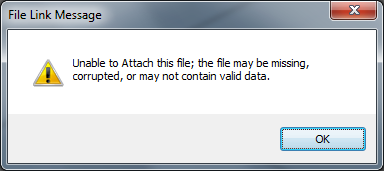 File Link Message
Unable to Attach this file; the file may be missing,
corrupted, or may not contain valid data.
OK